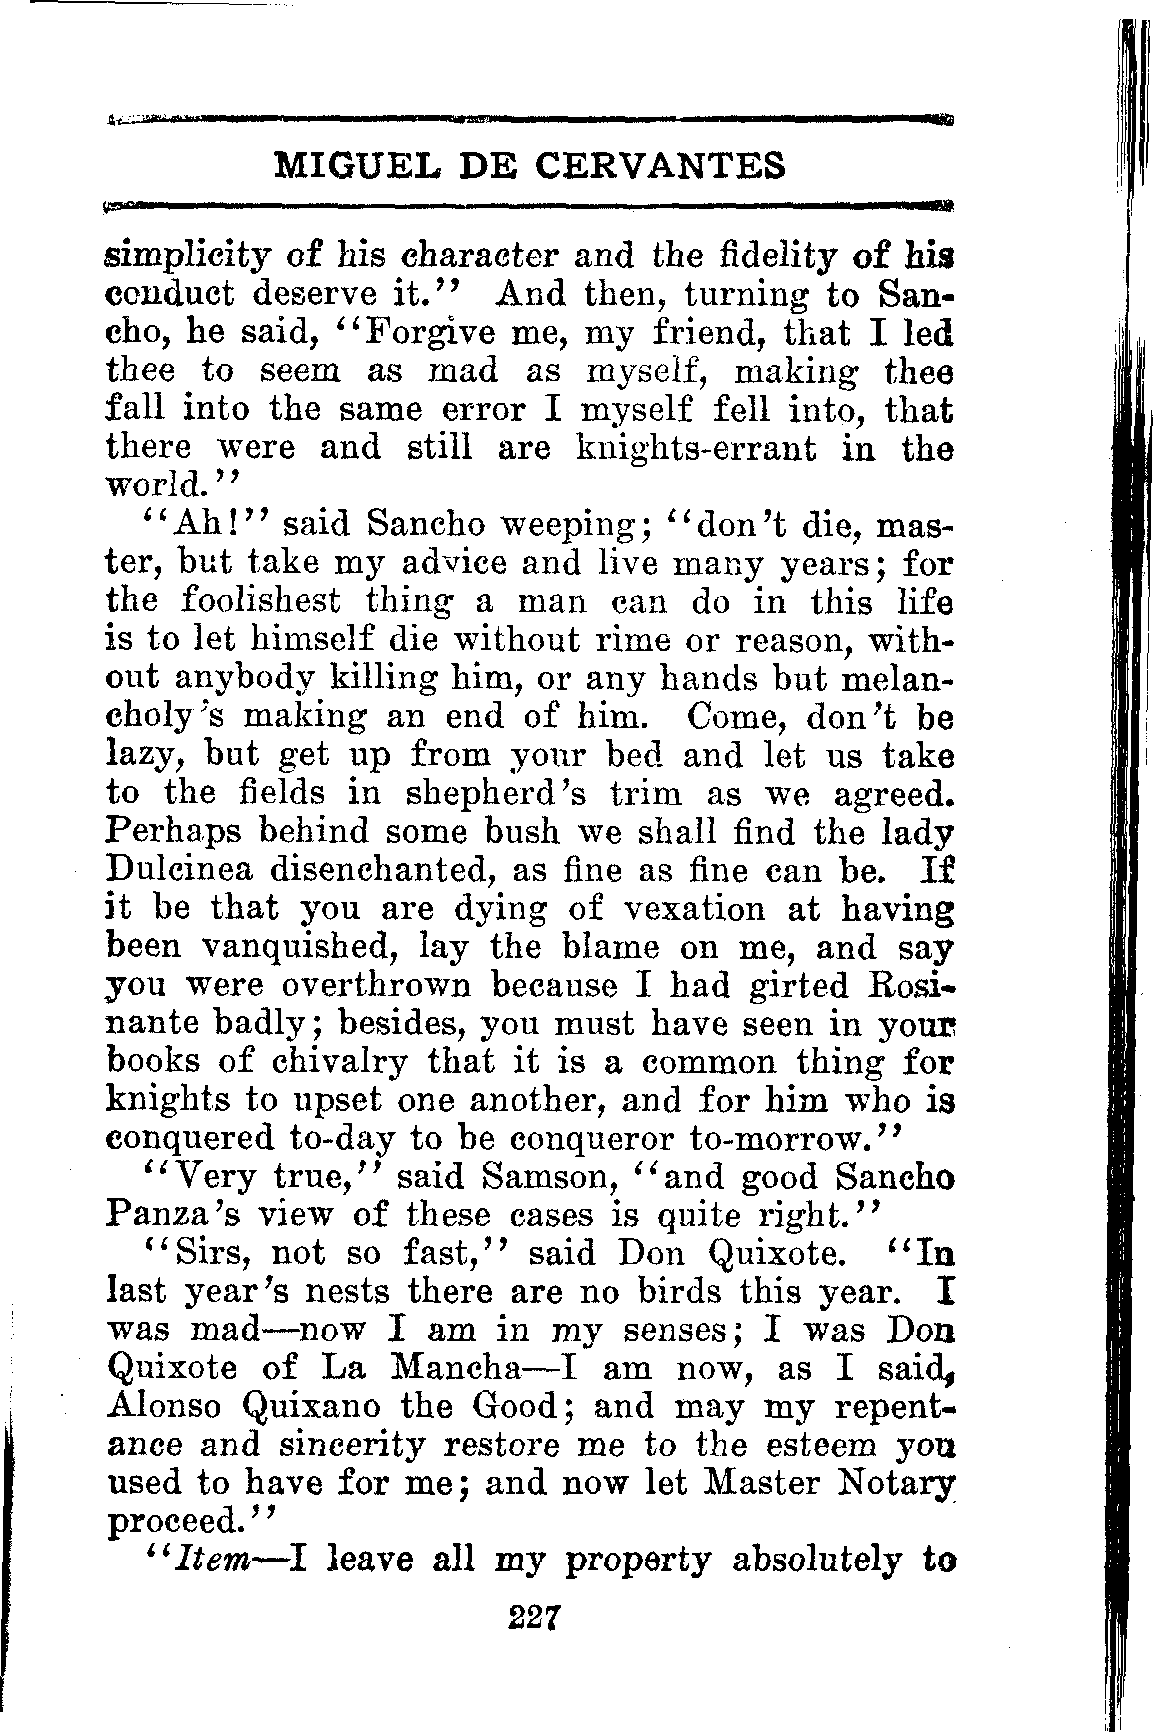 MIGUEL DE CERVANTES
simplicity of his character and the fidelity of his
conduct deserve it." And then, turning to San-
cho, he said, "Forgive me, my friend, that I led
thee to seem as mad as myself, making thee
fall into the same error I myself fell into, that
there were and still are knights-errant in the
world."
"Ah!" said Sancho weeping; "don't die, mas-
ter, but take my advice and live many years; for
the foolishest thing a man can do in this life
is to let himself die without rime or reason, with-
out anybody killing him, or any hands but melan-
choly's making an end of him. Come, don't be
lazy, but get up from your bed and let us take
to the fields in shepherd's trim as we agreed.
Perhaps behind some bush we shall find the lady
Dulcinea disenchanted, as fine as fine can be. If
it be that you are dying of vexation at having
been vanquished, lay the blame on me, and say
you were overthrown because I had girted Rosi-
nante badly; besides, you must have seen in your
books of chivalry that it is a common thing for
knights to upset one another, and for him who is
conquered to-day to be conqueror to-morrow."
"Very true," said Samson, "and good Sancho
Panza's view of these cases is quite right."
"Sirs, not so fast," said Don Quixote. "In
last year's nests there are no birds this year. I
was mad—now I am in my senses; I was Don
Quixote of La Mancha—I am now, as I said,
Alonso Quixano the Good; and may my repent-
ance and sincerity restore me to the esteem you
used to have for me; and now let Master Notary
proceed."
"Item—I leave all my property absolutely to
227